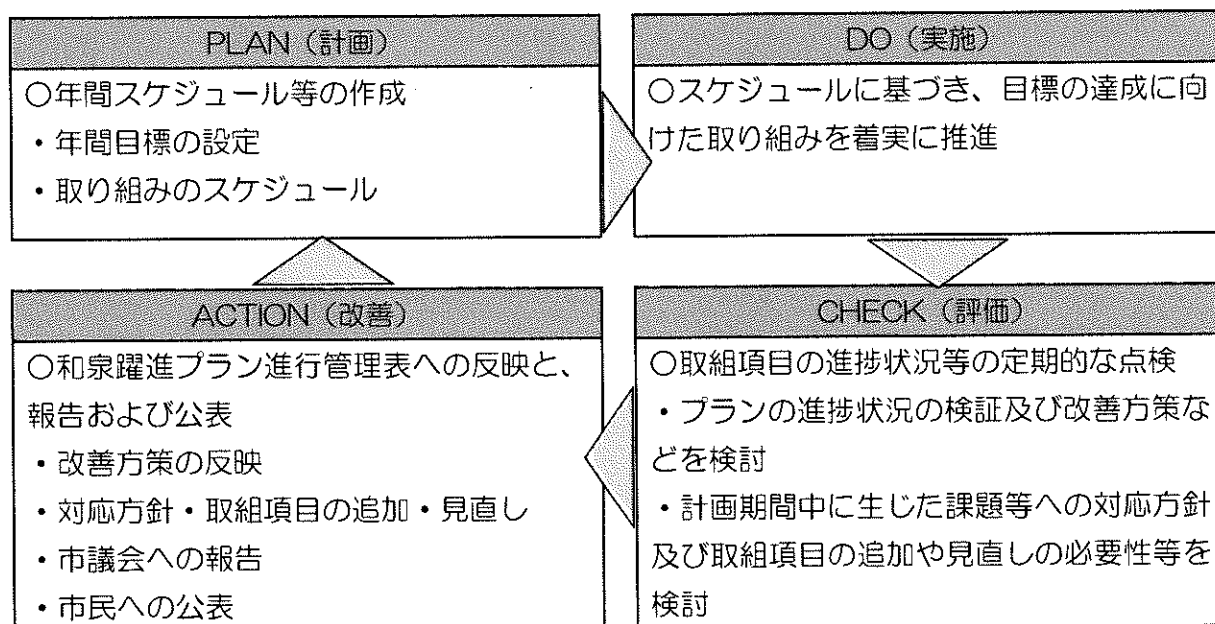 PLAN（計画）
○年間スケジュール等の作成
・年間目標の設定
・取り組みのスケジュール
DO（実施）
○スケジュールに基づき、目標の達成に向
けた取り組みを着実に推進
CHECK（評価）
○取組項目の進捗状況等の定期的な点検
・プランの進捗状況の検証及び改善方策な
どを検討
・計画期間中に生じた課題等への対応方針
及び取組項目の追加や見直しの必要性等を
検討
ACTION（改善）
○和泉躍進プラン進行管理表への反映と、
報告および公表
・改善方策の反映
・対応方針・取組項目の追加・見直し
・市議会への報告
・市民への公表